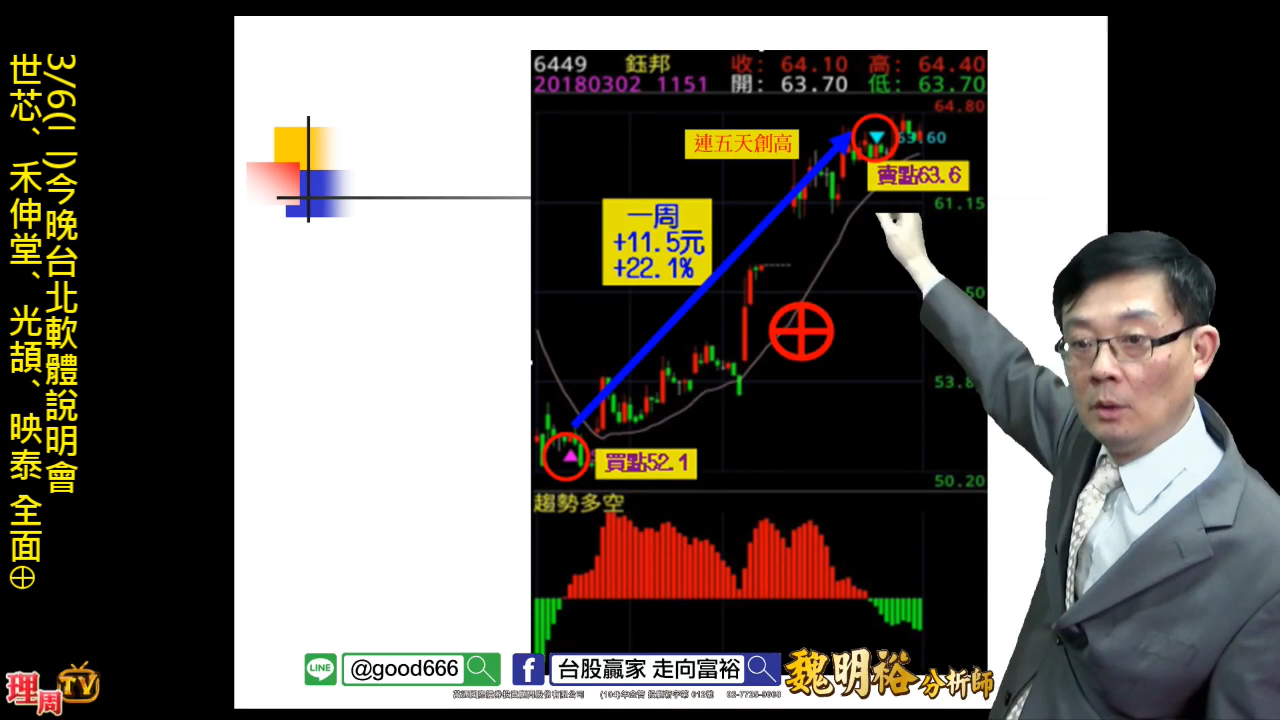 3/6(二)今晚台北軟體說明會
世芯、禾伸堂、光頡、映泰 全面⊕
6449 鈺邦 收: 64.10 高: 64.40
20180302 1151 開: 63.70 低: 63.70
64.80
連五天創高
63.60
賣點63.6
61.15
一周
+11.5元
+22.1%
50
53.8
買點52.1
50.20
趨勢多空
LINE @good666 f 台股贏家 走向富裕
魏明裕 分析師
理周TV